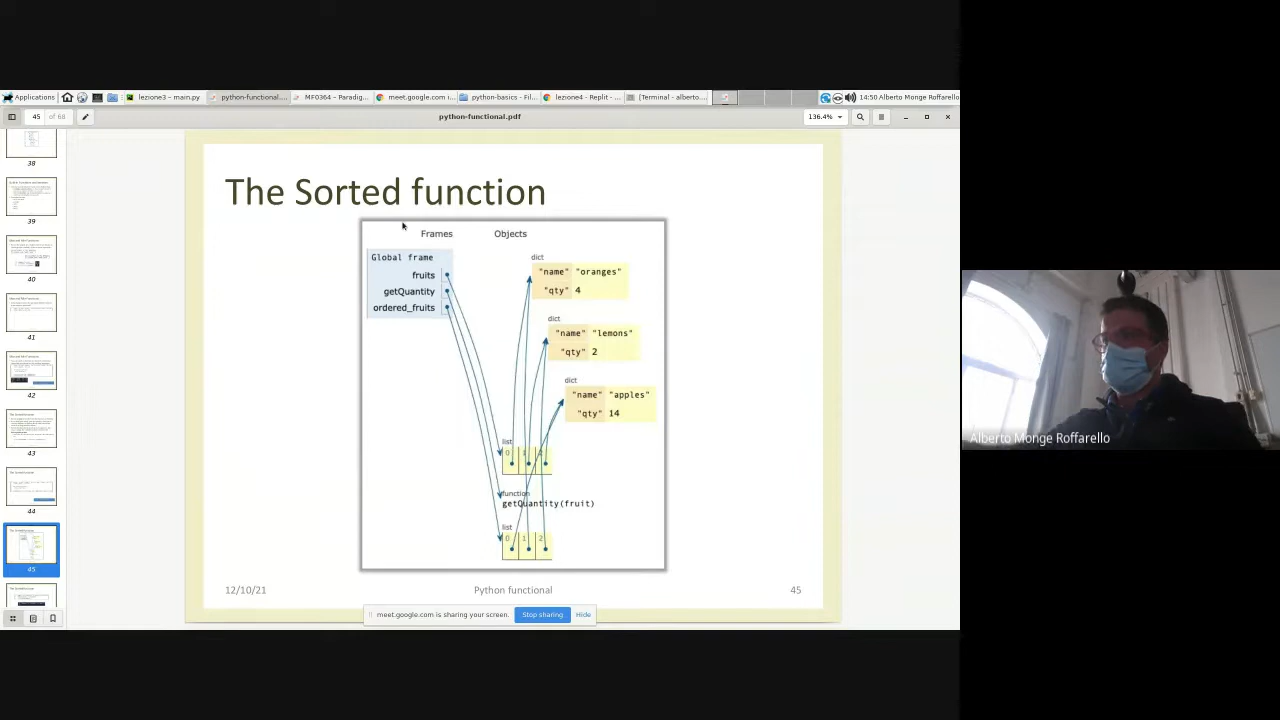 Applications
lezione3 – main.py
python-functional....
MF0364 – Paradig...
meet.google.com i...
python-basics - Fil...
lezione4 - Replit - ...
[Terminal - alberto....
14:50 Alberto Monge Roffarello
45 of 68
python-functional.pdf
136.4%
38
39
40
41
42
43
44
45
The Sorted function
Frames Objects
Global frame
fruits
getQuantity
ordered_fruits
dict
"name" "oranges"
"qty" 4
dict
"name" "lemons"
"qty" 2
dict
"name" "apples"
"qty" 14
list
0 1 2
function
getQuantity(fruit)
list
0 1 2
12/10/21 Python functional 45
meet.google.com is sharing your screen. Stop sharing Hide
Alberto Monge Roffarello